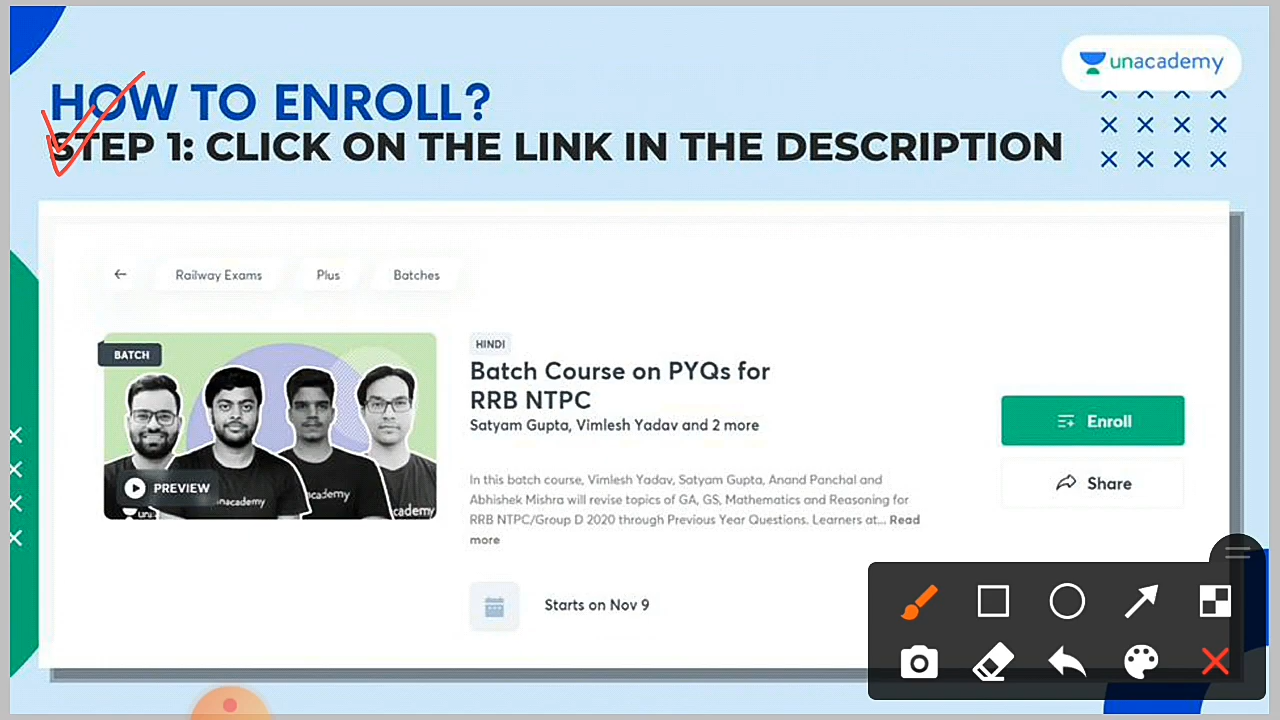 unacademy
HOW TO ENROLL?
STEP 1: CLICK ON THE LINK IN THE DESCRIPTION
Railway Exams
Plus
Batches
BATCH
PREVIEW
unacademy
cademy
cademy
HINDI
Batch Course on PYQs for
RRB NTPC
Satyam Gupta, Vimlesh Yadav and 2 more
In this batch course, Vimlesh Yadav, Satyam Gupta, Anand Panchal and
Abhishek Mishra will revise topics of GA, GS, Mathematics and Reasoning for
RRB NTPC/Group D 2020 through Previous Year Questions. Learners at... Read
more
Enroll
Share
Starts on Nov 9